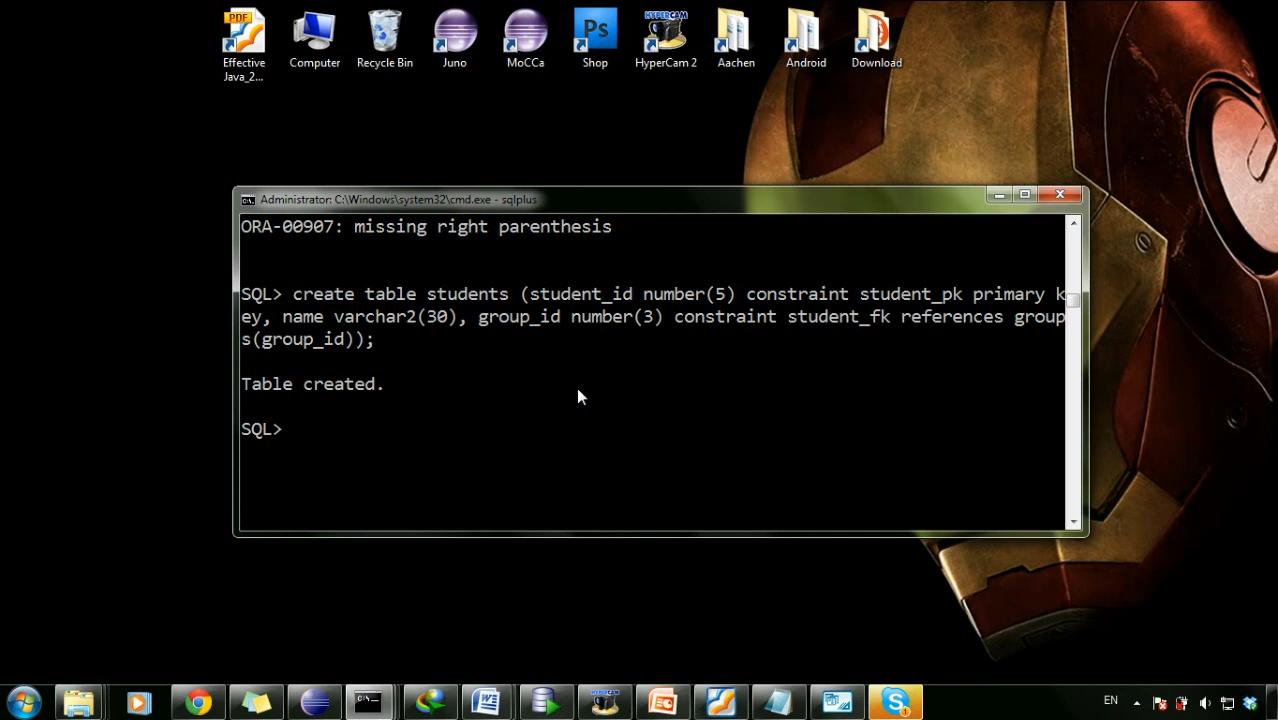 PDF
HYPERCAM
Ps
Effective Java_2...
Computer
Recycle Bin
Juno
MoCCa
Shop
HyperCam 2
Aachen
Android
Download
Administrator: C:\Windows\system32\cmd.exe - sqlplus
ORA-00907: missing right parenthesis
SQL> create table students (student_id number(5) constraint student_pk primary k
ey, name varchar2(30), group_id number(3) constraint student_fk references group
s(group_id));
Table created.
SQL>
EN